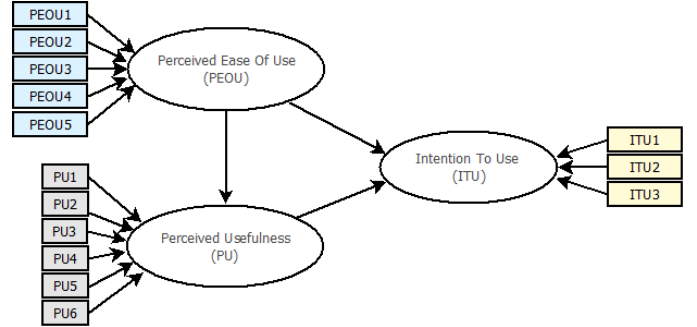 PEOU1
PEOU2
PEOU3
PEOU4
PEOU5
Perceived Ease Of Use
(PEOU)
Intention To Use
(ITU)
ITU1
ITU2
ITU3
PU1
PU2
PU3
PU4
PU5
PU6
Perceived Usefulness
(PU)